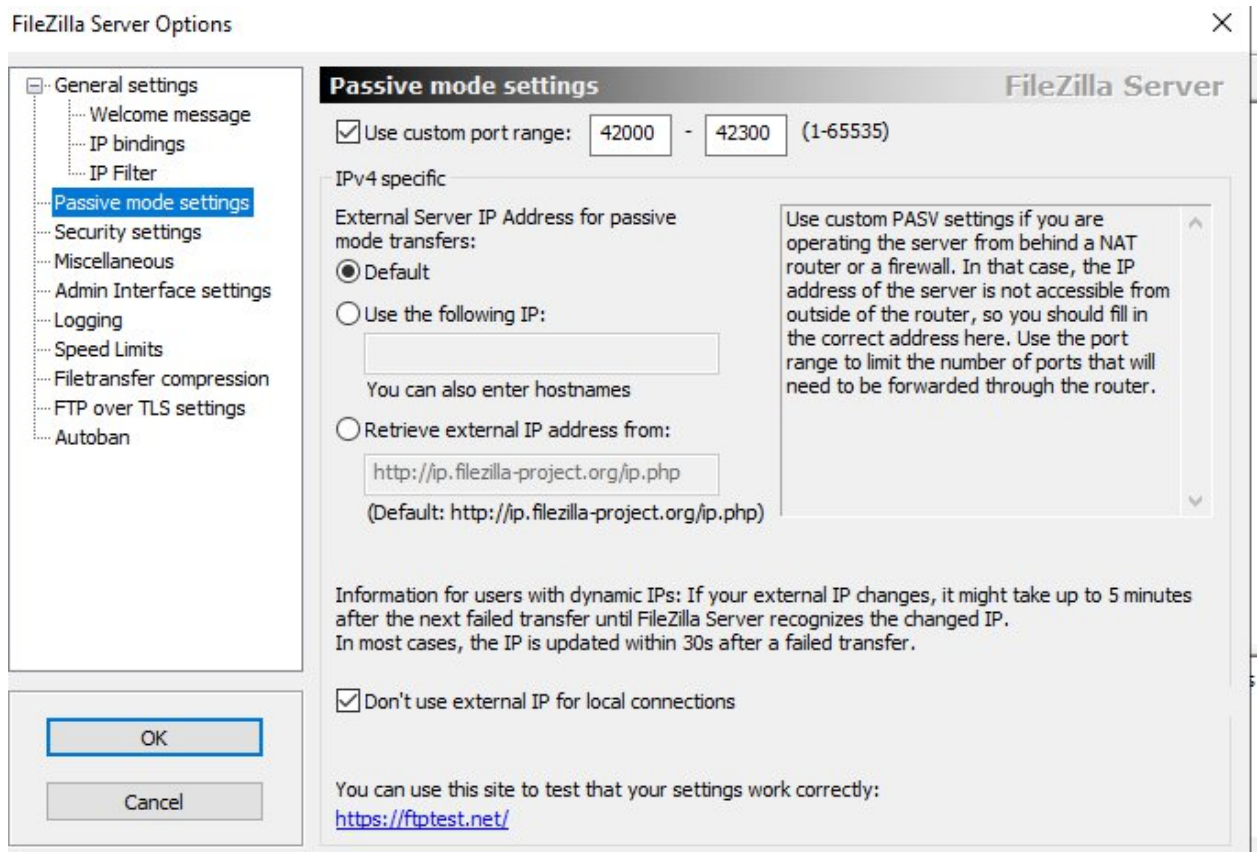 FileZilla Server Options
General settings
Welcome message
IP bindings
IP Filter
Passive mode settings
Security settings
Miscellaneous
Admin Interface settings
Logging
Speed Limits
Filetransfer compression
FTP over TLS settings
Autoban
OK
Cancel
Passive mode settings
FileZilla Server
Use custom port range: 42000 - 42300 (1-65535)
IPv4 specific
External Server IP Address for passive
mode transfers:
Default
Use the following IP:
You can also enter hostnames
Retrieve external IP address from:
http://ip.filezilla-project.org/ip.php
(Default: http://ip.filezilla-project.org/ip.php)
Use custom PASV settings if you are
operating the server from behind a NAT
router or a firewall. In that case, the IP
address of the server is not accessible from
outside of the router, so you should fill in
the correct address here. Use the port
range to limit the number of ports that will
need to be forwarded through the router.
Information for users with dynamic IPs: If your external IP changes, it might take up to 5 minutes
after the next failed transfer until FileZilla Server recognizes the changed IP.
In most cases, the IP is updated within 30s after a failed transfer.
Don't use external IP for local connections
You can use this site to test that your settings work correctly:
https://ftptest.net/